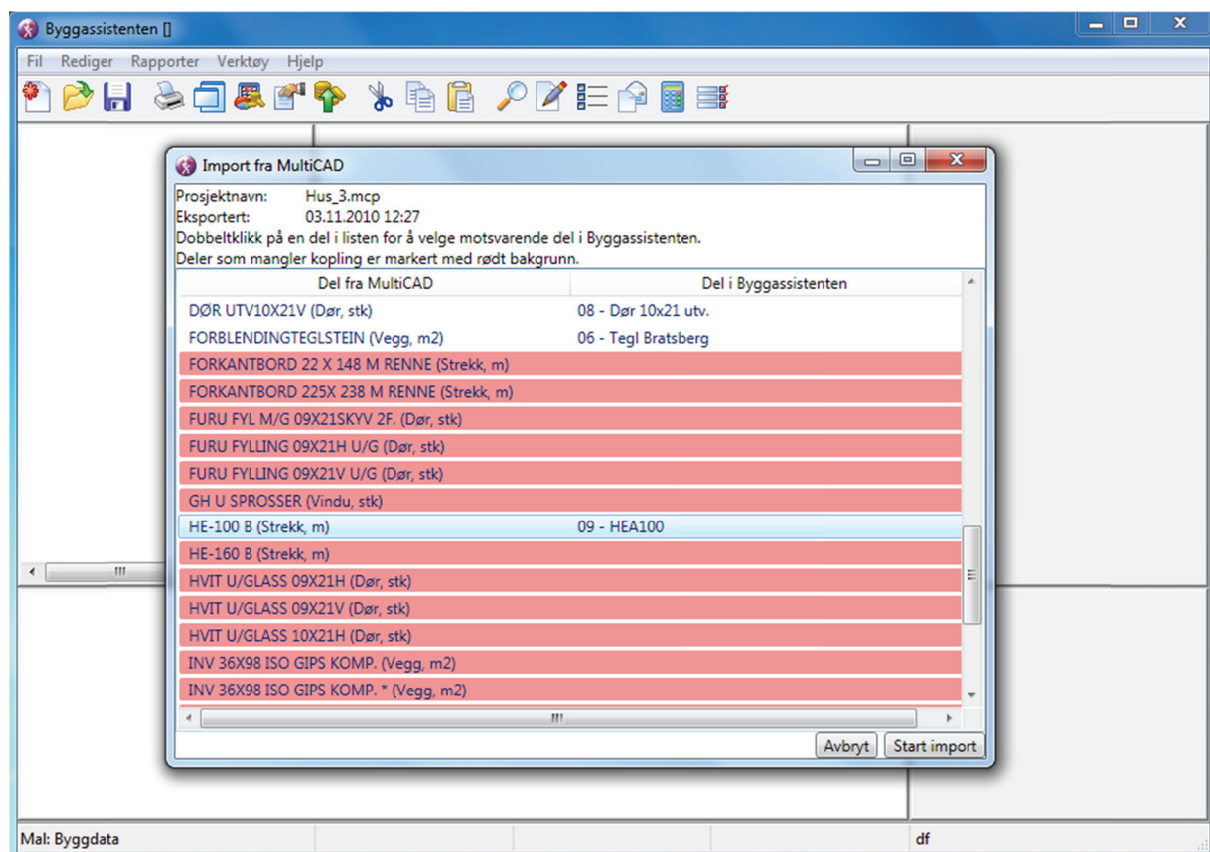 Byggassistenten []
Fil Rediger Rapporter Verktøy Hjelp
Import fra MultiCAD
Prosjektnavn: Hus_3.mcp
Eksportert: 03.11.2010 12:27
Dobbeltklikk på en del i listen for å velge motsvarende del i Byggassistenten.
Deler som mangler kopling er markert med rødt bakgrunn.
Del fra MultiCAD Del i Byggassistenten
DØR UTV10X21V (Dør, stk) 08 - Dør 10x21 utv.
FORBLENDINGTEGLSTEIN (Vegg, m2) 06 - Tegl Bratsberg
FORKANTBORD 22 X 148 M RENNE (Strekk, m)
FORKANTBORD 225X 238 M RENNE (Strekk, m)
FURU FYL M/G 09X21SKYV 2F. (Dør, stk)
FURU FYLLING 09X21H U/G (Dør, stk)
FURU FYLLING 09X21V U/G (Dør, stk)
GH U SPROSSER (Vindu, stk)
HE-100 B (Strekk, m) 09 - HEA100
HE-160 B (Strekk, m)
HVIT U/GLASS 09X21H (Dør, stk)
HVIT U/GLASS 09X21V (Dør, stk)
HVIT U/GLASS 10X21H (Dør, stk)
INV 36X98 ISO GIPS KOMP. (Vegg, m2)
INV 36X98 ISO GIPS KOMP. * (Vegg, m2)
Avbryt Start import
Mal: Byggdata df